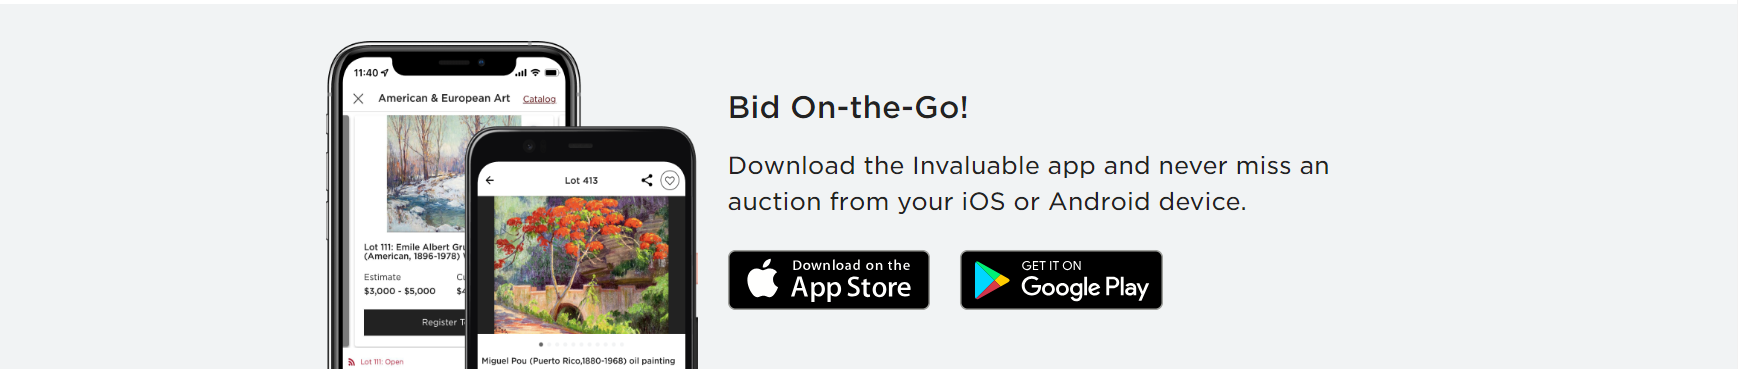 11:40
American & European Art
Catalog
Lot 111: Emile Albert
(American, 1896-1978)
Estimate
$3,000 - $5,000
Register
Lot 111: Open
Lot 413
Miguel Pou (Puerto Rico,1880-1968) oil painting
Bid On-the-Go!
Download the Invaluable app and never miss an
auction from your iOS or Android device.
Download on the
App Store
GET IT ON
Google Play